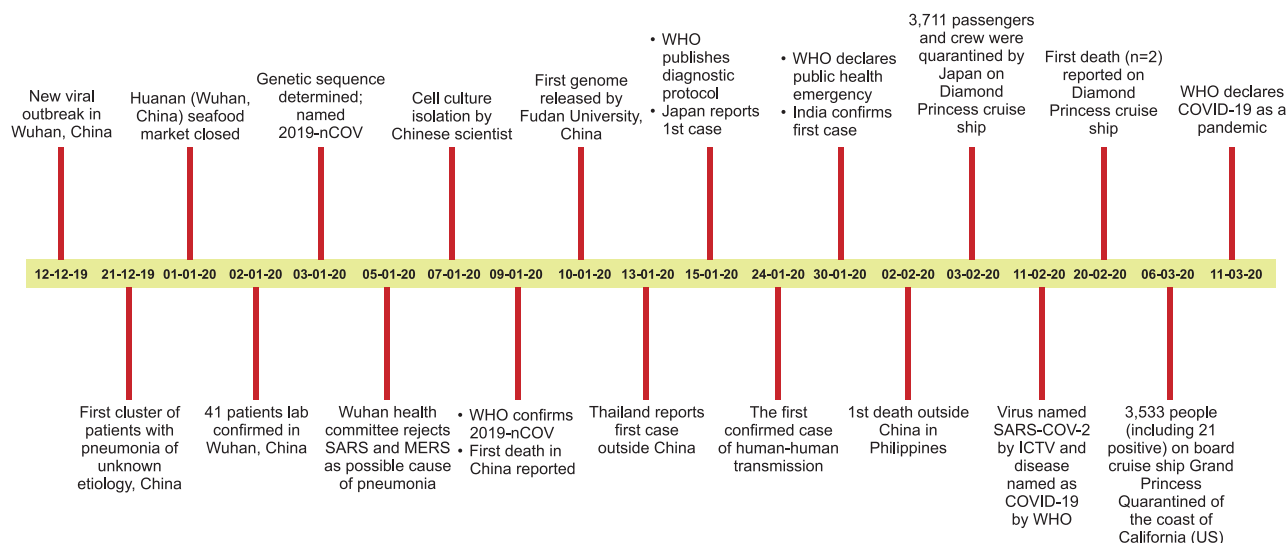 New viral
outbreak in
Wuhan, China
Huanan (Wuhan,
China) seafood
market closed
Genetic sequence
determined;
named
2019-nCOV
Cell culture
isolation by
Chinese scientist
First genome
released by
Fudan University,
China
• WHO
publishes
diagnostic
protocol
• Japan reports
1st case
• WHO declares
public health
emergency
• India confirms
first case
3,711 passengers
and crew were
quarantined by
Japan on
Diamond
Princess cruise
ship
First death (n=2)
reported on
Diamond
Princess cruise
ship
WHO declares
COVID-19 as a
pandemic
12-12-19 21-12-19 01-01-20 02-01-20 03-01-20 05-01-20 07-01-20 09-01-20 10-01-20 13-01-20 15-01-20 24-01-20 30-01-20 02-02-20 03-02-20 11-02-20 20-02-20 06-03-20 11-03-20
First cluster of
patients with
pneumonia of
unknown
etiology, China
41 patients lab
confirmed in
Wuhan, China
Wuhan health
committee rejects
SARS and MERS
as possible cause
of pneumonia
• WHO confirms
2019-nCOV
• First death in
China reported
Thailand reports
first case
outside China
The first
confirmed case
of human-human
transmission
1st death outside
China in
Philippines
Virus named
SARS-COV-2
by ICTV and
disease
named as
COVID-19
by WHO
3,533 people
(including 21
positive) on board
cruise ship Grand
Princess
Quarantined of
the coast of
California (US)